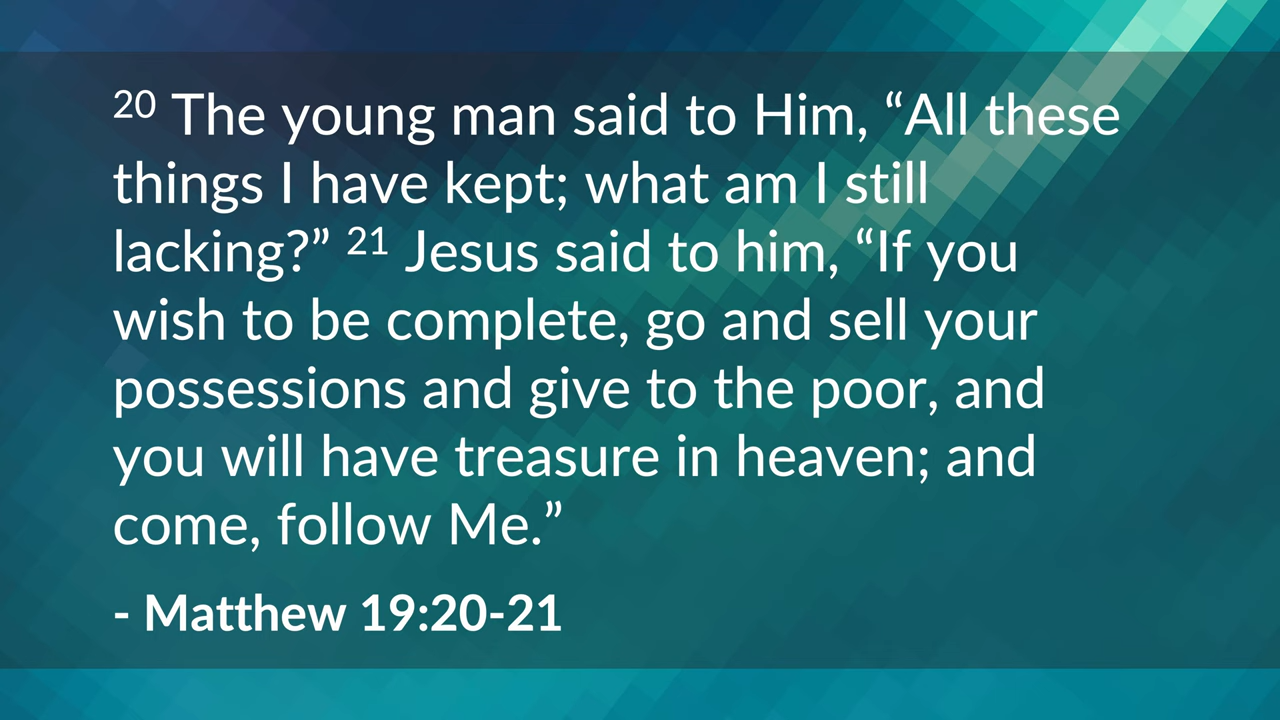 20 The young man said to Him, “All these
things I have kept; what am I still
lacking?” 21 Jesus said to him, “If you
wish to be complete, go and sell your
possessions and give to the poor, and
you will have treasure in heaven; and
come, follow Me.”
- Matthew 19:20-21